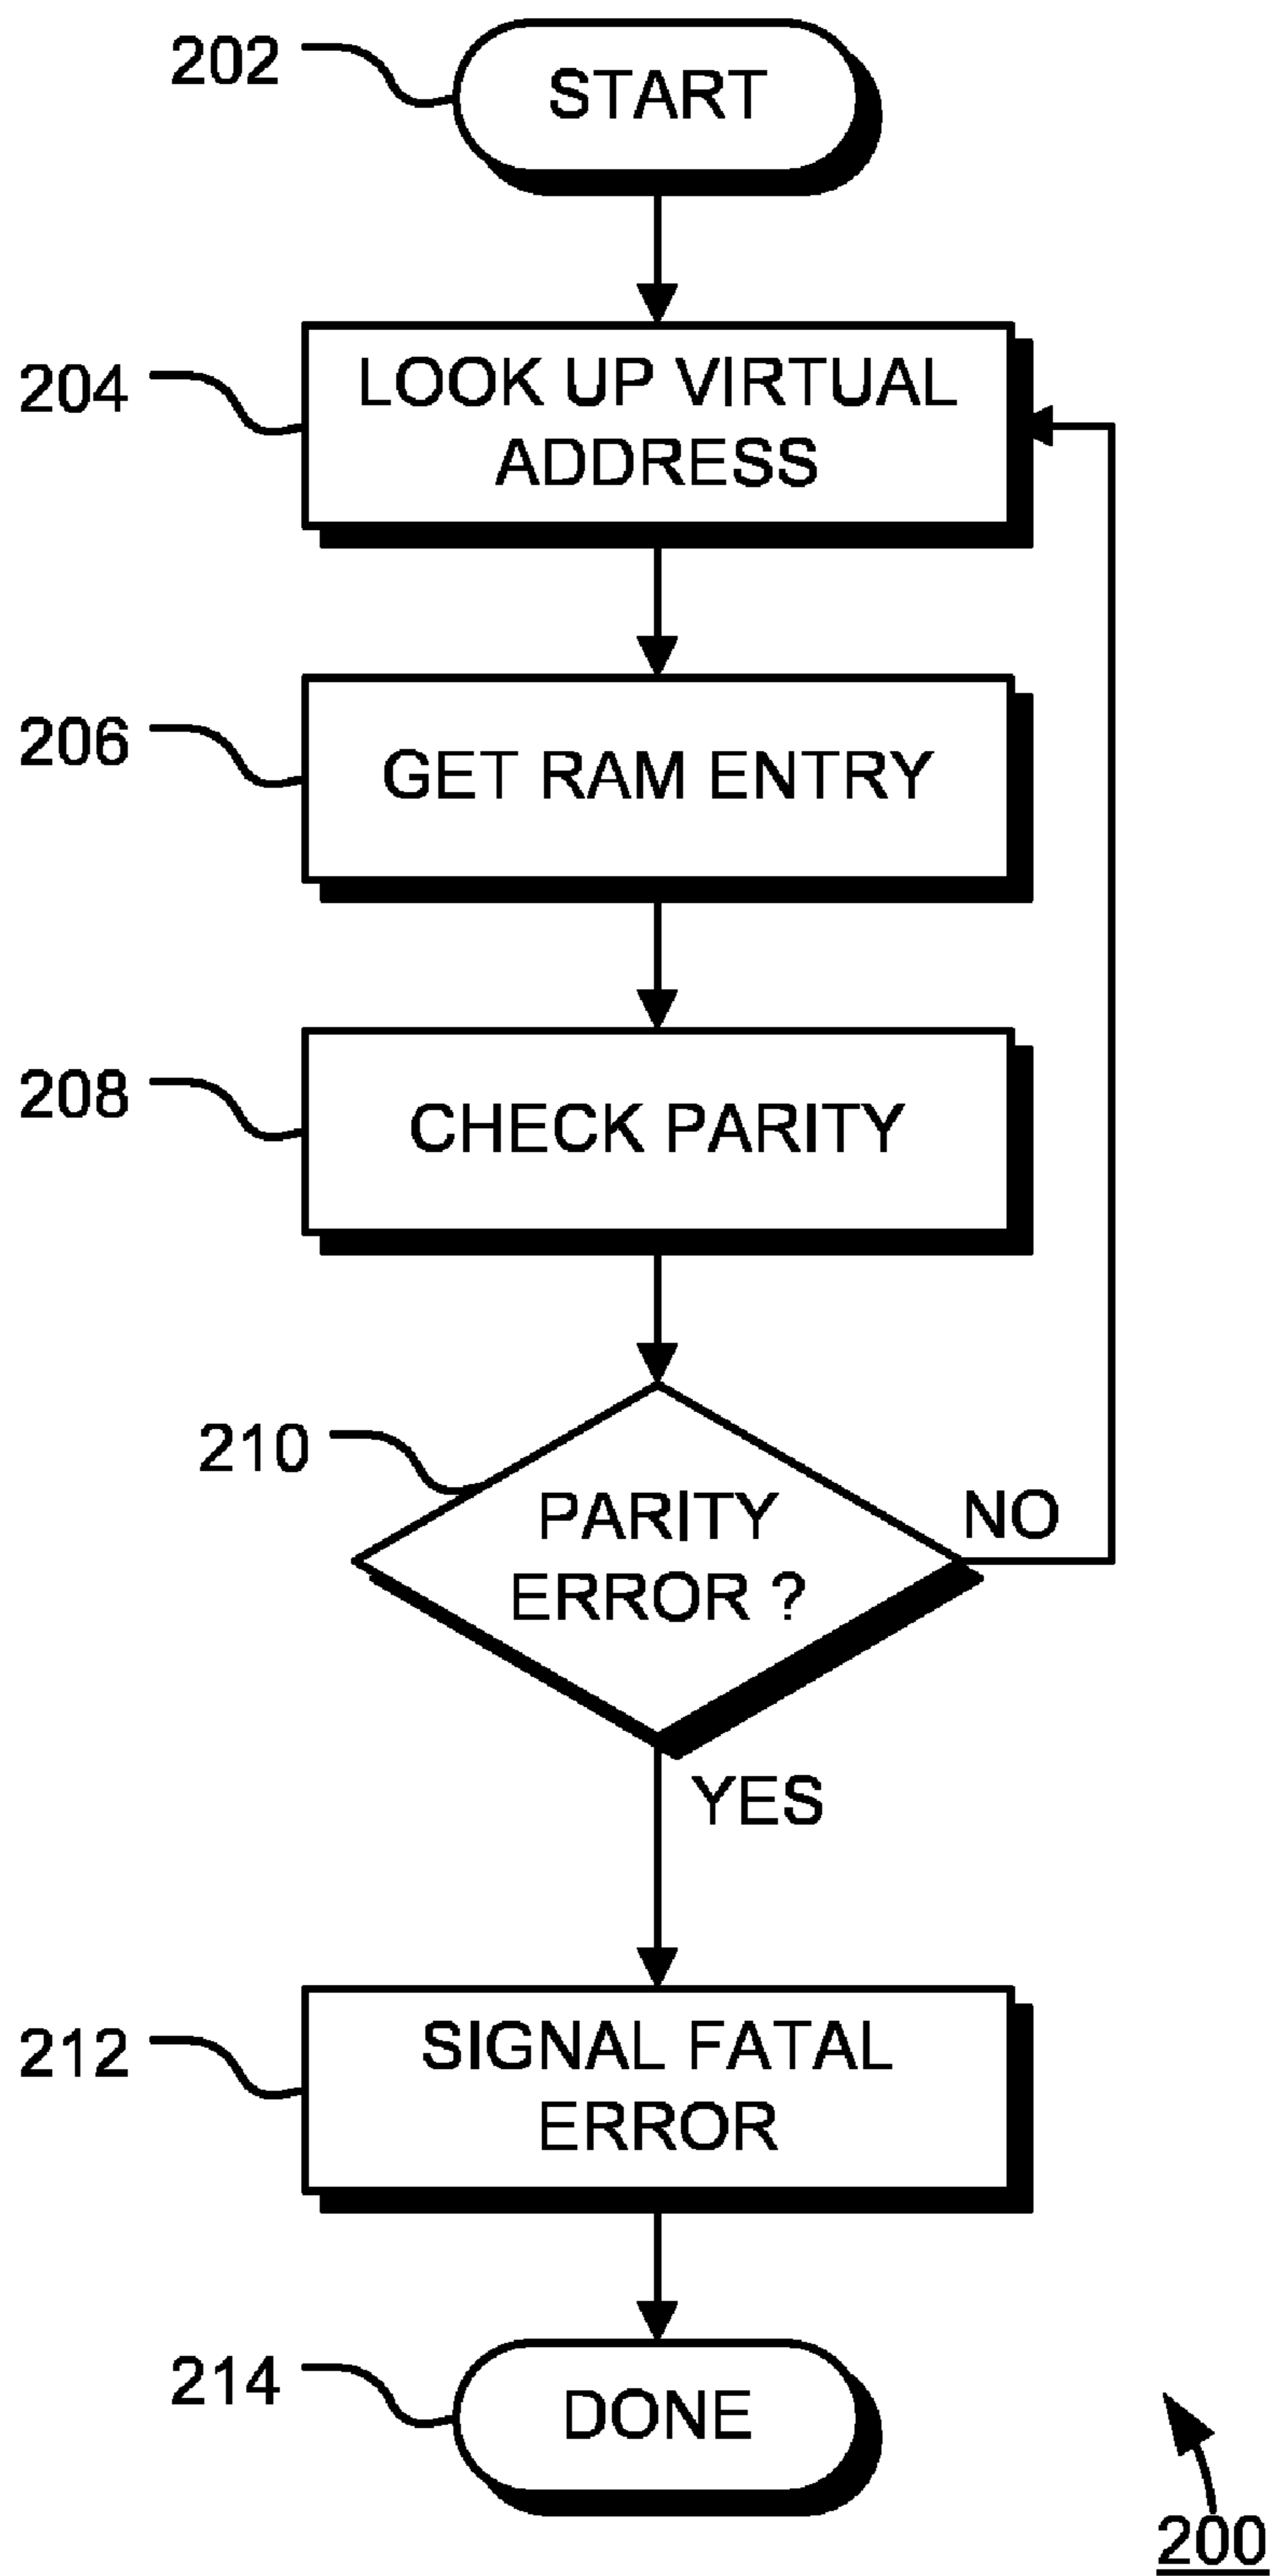 202
START
204
LOOK UP VIRTUAL
ADDRESS
206
GET RAM ENTRY
208
CHECK PARITY
210
PARITY
ERROR ?
NO
YES
212
SIGNAL FATAL
ERROR
214
DONE
200